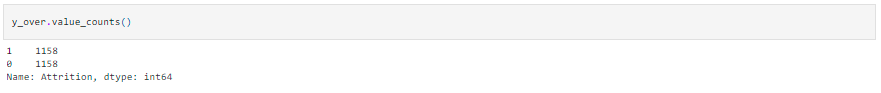 y_over.value_counts()
1    1158
0    1158
Name: Attrition, dtype: int64